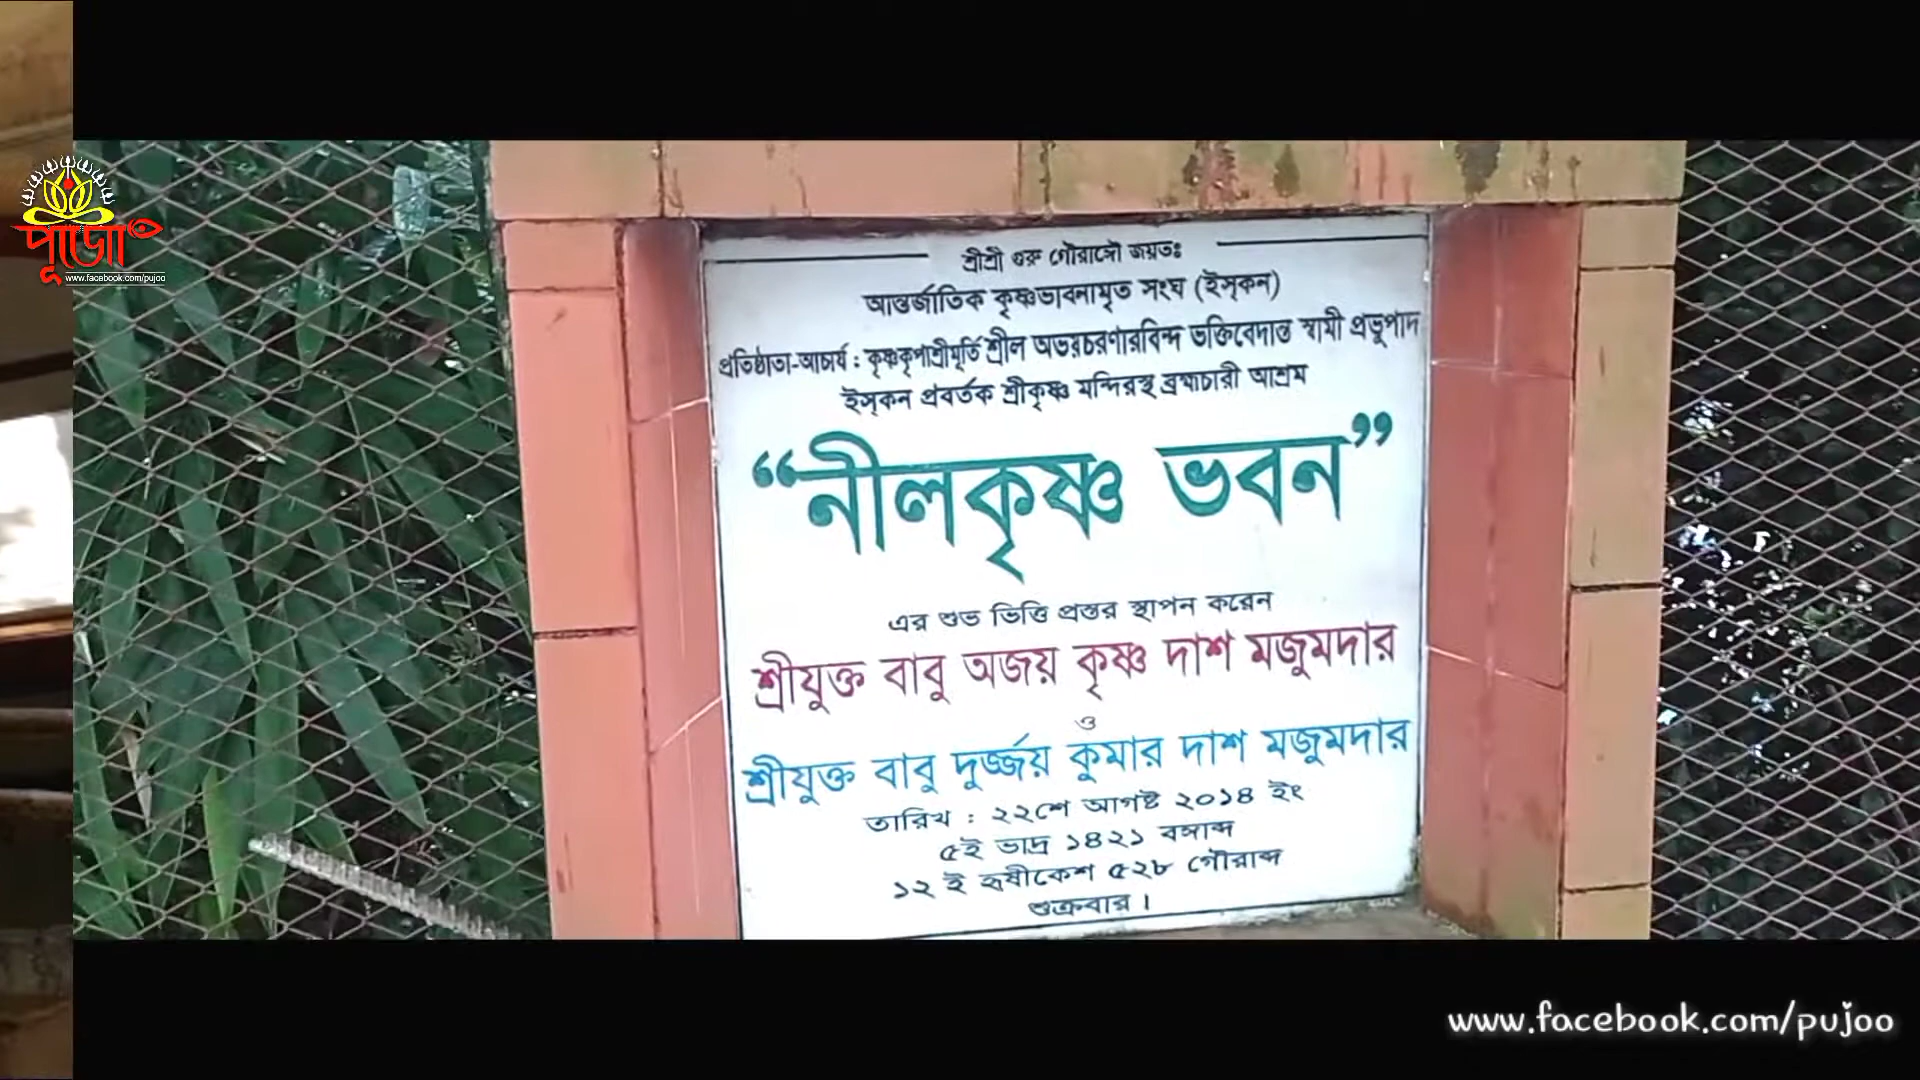 পূজো
www.facebook.com/pujoo
শ্রীশ্রী গুরু গৌরাঙ্গৌ জয়তঃ
আন্তর্জাতিক কৃষ্ণভাবনামৃত সংঘ (ইস্‌কন)
প্রতিষ্ঠাতা-আচার্য : কৃষ্ণকৃপাশ্রীমূর্তি শ্রীল অভয়চরণারবিন্দ ভক্তিবেদান্ত স্বামী প্রভুপাদ
ইস্‌কন প্রবর্তক শ্রীকৃষ্ণ মন্দিরস্থ ব্রহ্মচারী আশ্রম
“নীলকৃষ্ণ ভবন”
এর শুভ ভিত্তি প্রস্তর স্থাপন করেন
শ্রীযুক্ত বাবু অজয় কৃষ্ণ দাশ মজুমদার
ও
শ্রীযুক্ত বাবু দুর্জ্জয় কুমার দাশ মজুমদার
তারিখ : ২২শে আগষ্ট ২০১৪ ইং
৫ই ভাদ্র ১৪২১ বঙ্গাব্দ
১২ ই হৃষীকেশ ৫২৮ গৌরাব্দ
শুক্রবার।
www.facebook.com/pujoo